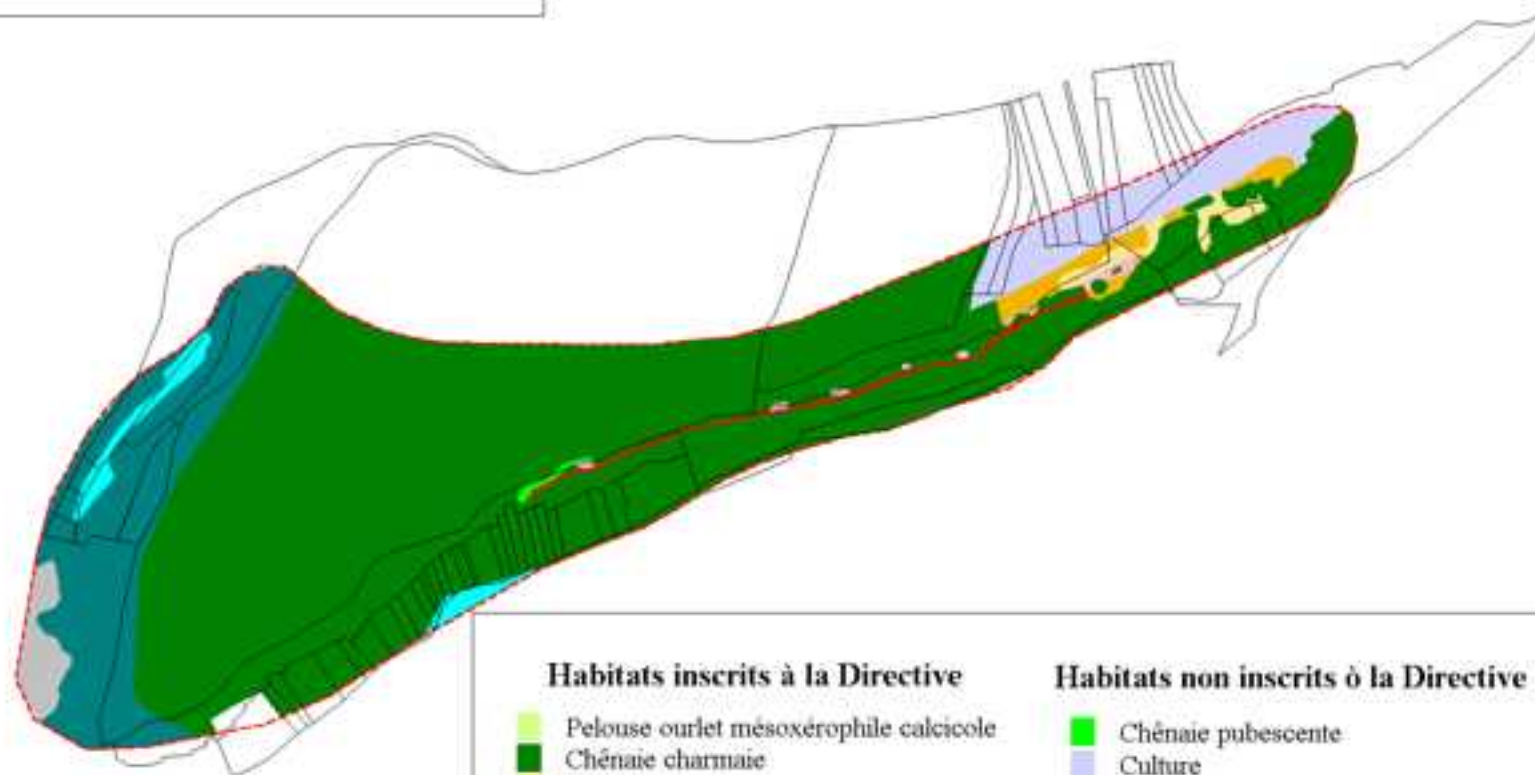 Habitats inscrits à la Directive
Pelouse ourlet mésoxérophile calcicole
Chênaie charmaie
Habitats non inscrits ò la Directive
Chênaie pubescente
Culture